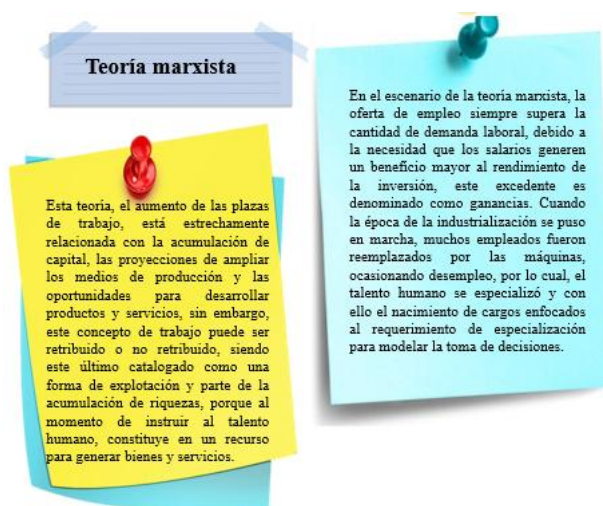 Teoría marxista
Esta teoría, el aumento de las plazas
de trabajo, está estrechamente
relacionada con la acumulación de
capital, las proyecciones de ampliar
los medios de producción y las
oportunidades para desarrollar
productos y servicios, sin embargo,
este concepto de trabajo puede ser
retribuido o no retribuido, siendo
este último catalogado como una
forma de explotación y parte de la
acumulación de riquezas, porque al
momento de instruir al talento
humano, constituye en un recurso
para generar bienes y servicios.
En el escenario de la teoría marxista, la
oferta de empleo siempre supera la
cantidad de demanda laboral, debido a
la necesidad que los salarios generen
un beneficio mayor al rendimiento de
la inversión, este excedente es
denominado como ganancias. Cuando
la época de la industrialización se puso
en marcha, muchos empleados fueron
reemplazados por las máquinas,
ocasionando desempleo, por lo cual, el
talento humano se especializó y con
ello el nacimiento de cargos enfocados
al requerimiento de especialización
para modelar la toma de decisiones.